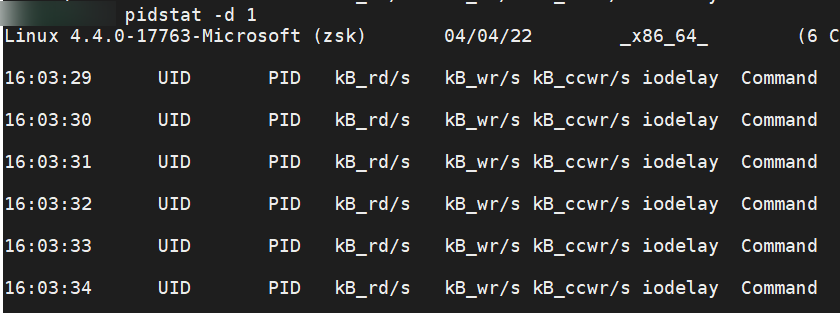 pidstat -d 1
Linux 4.4.0-17763-Microsoft (zsk) 04/04/22 _x86_64_ (6 C
16:03:29 UID PID kB_rd/s kB_wr/s kB_ccwr/s iodelay Command
16:03:30 UID PID kB_rd/s kB_wr/s kB_ccwr/s iodelay Command
16:03:31 UID PID kB_rd/s kB_wr/s kB_ccwr/s iodelay Command
16:03:32 UID PID kB_rd/s kB_wr/s kB_ccwr/s iodelay Command
16:03:33 UID PID kB_rd/s kB_wr/s kB_ccwr/s iodelay Command
16:03:34 UID PID kB_rd/s kB_wr/s kB_ccwr/s iodelay Command